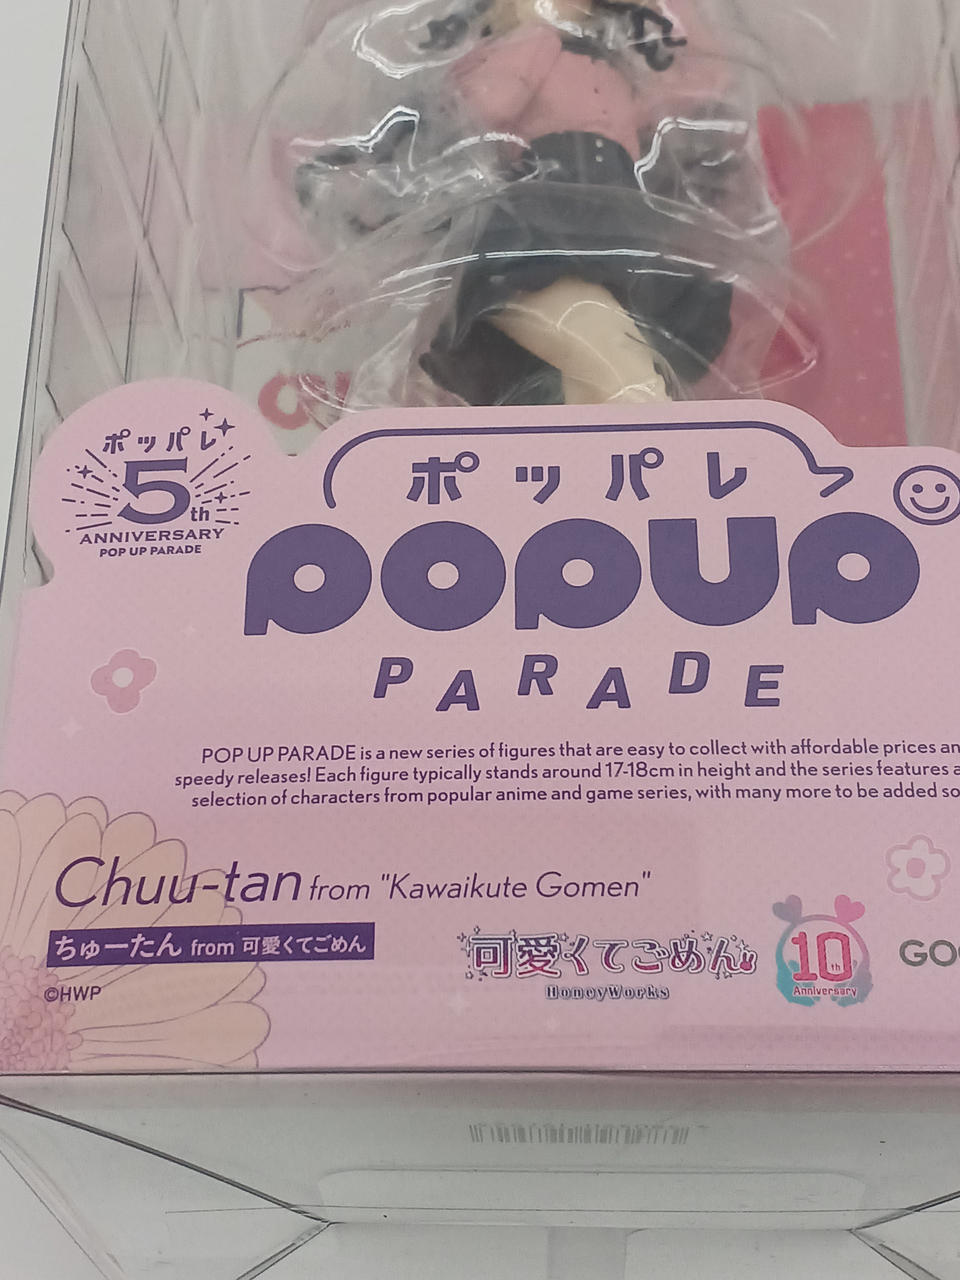 ポッパレ
5th
ANNIVERSARY
POP UP PARADE
ポッパレ
POPUP
PARADE
POP UP PARADE is a new series of figures that are easy to collect with affordable prices an
speedy releases! Each figure typically stands around 17-18cm in height and the series features a
selection of characters from popular anime and game series, with many more to be added so
Chuu-tan from "Kawaikute Gomen"
ちゅーたん from 可愛くてごめん
©HWP
可愛くてごめん
HoneyWorks
10th
Anniversary
GOO